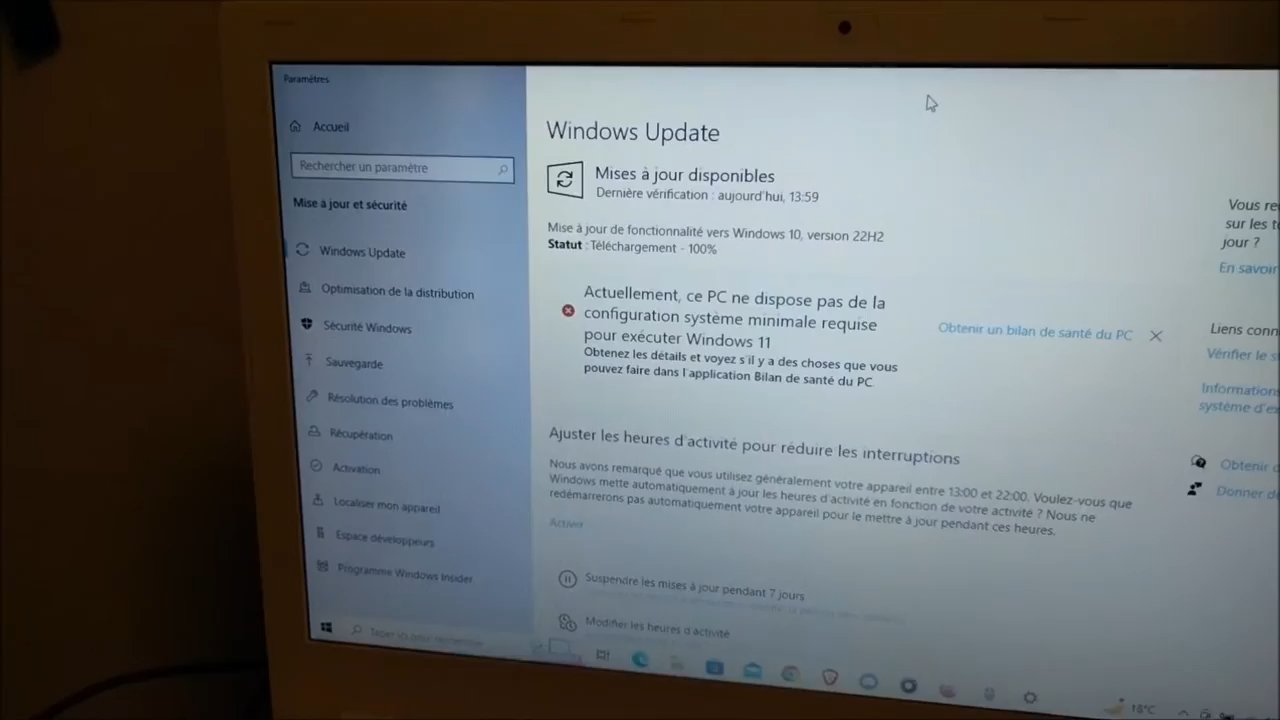 Paramètres
Accueil
Rechercher un paramètre
Mise à jour et sécurité
Windows Update
Optimisation de la distribution
Sécurité Windows
Sauvegarde
Résolution des problèmes
Récupération
Activation
Localiser mon appareil
Espace développeurs
Programme Windows Insider
Windows Update
Mises à jour disponibles
Dernière vérification : aujourd'hui, 13:59
Mise à jour de fonctionnalité vers Windows 10, version 22H2
Statut : Téléchargement - 100%
Actuellement, ce PC ne dispose pas de la
configuration système minimale requise
pour exécuter Windows 11
Obtenez les détails et voyez s'il y a des choses que vous
pouvez faire dans l'application Bilan de santé du PC
Obtenir un bilan de santé du PC
Ajuster les heures d'activité pour réduire les interruptions
Nous avons remarqué que vous utilisez généralement votre appareil entre 13:00 et 22:00. Voulez-vous que
Windows mette automatiquement à jour les heures d'activité en fonction de votre activité ? Nous ne
redémarrerons pas automatiquement votre appareil pour le mettre à jour pendant ces heures.
Activer
Suspendre les mises à jour pendant 7 jours
Modifier les heures d'activité
Vous re
sur les t
jour ?
En savoir
Liens conn
Vérifier le s
Informations
système d'e
Obtenir
Donner d
18°C